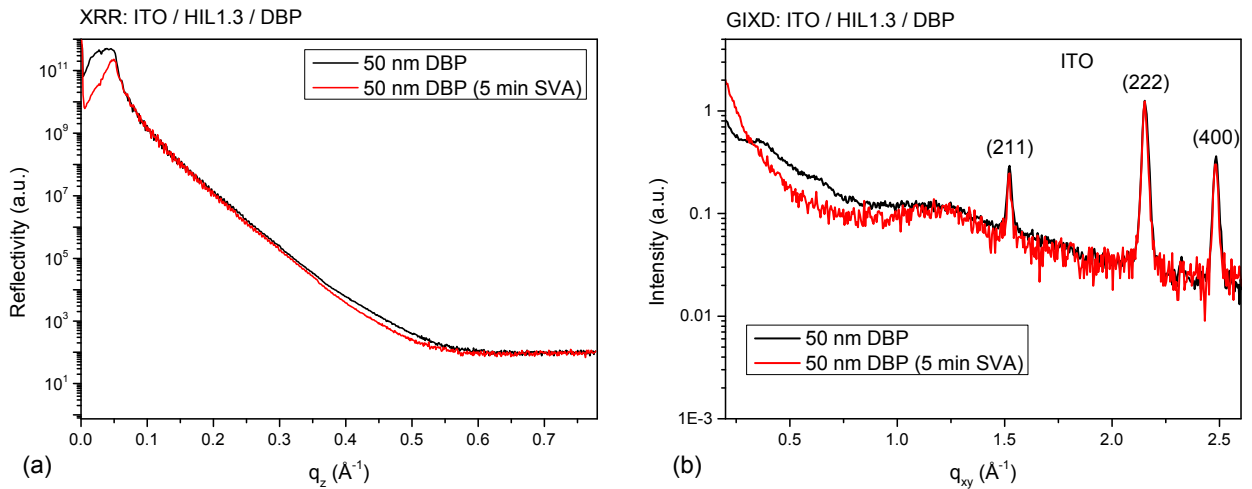 XRR: ITO / HIL1.3 / DBP
50 nm DBP
50 nm DBP (5 min SVA)
Reflectivity (a.u.)
10¹¹
10⁹
10⁷
10⁵
10³
10¹
0.0 0.1 0.2 0.3 0.4 0.5 0.6 0.7
q_z (Å⁻¹)
(a)
GIXD: ITO / HIL1.3 / DBP
ITO
(222)
(400)
(211)
Intensity (a.u.)
1
0.1
0.01
1E-3
50 nm DBP
50 nm DBP (5 min SVA)
0.5 1.0 1.5 2.0 2.5
q_xy (Å⁻¹)
(b)